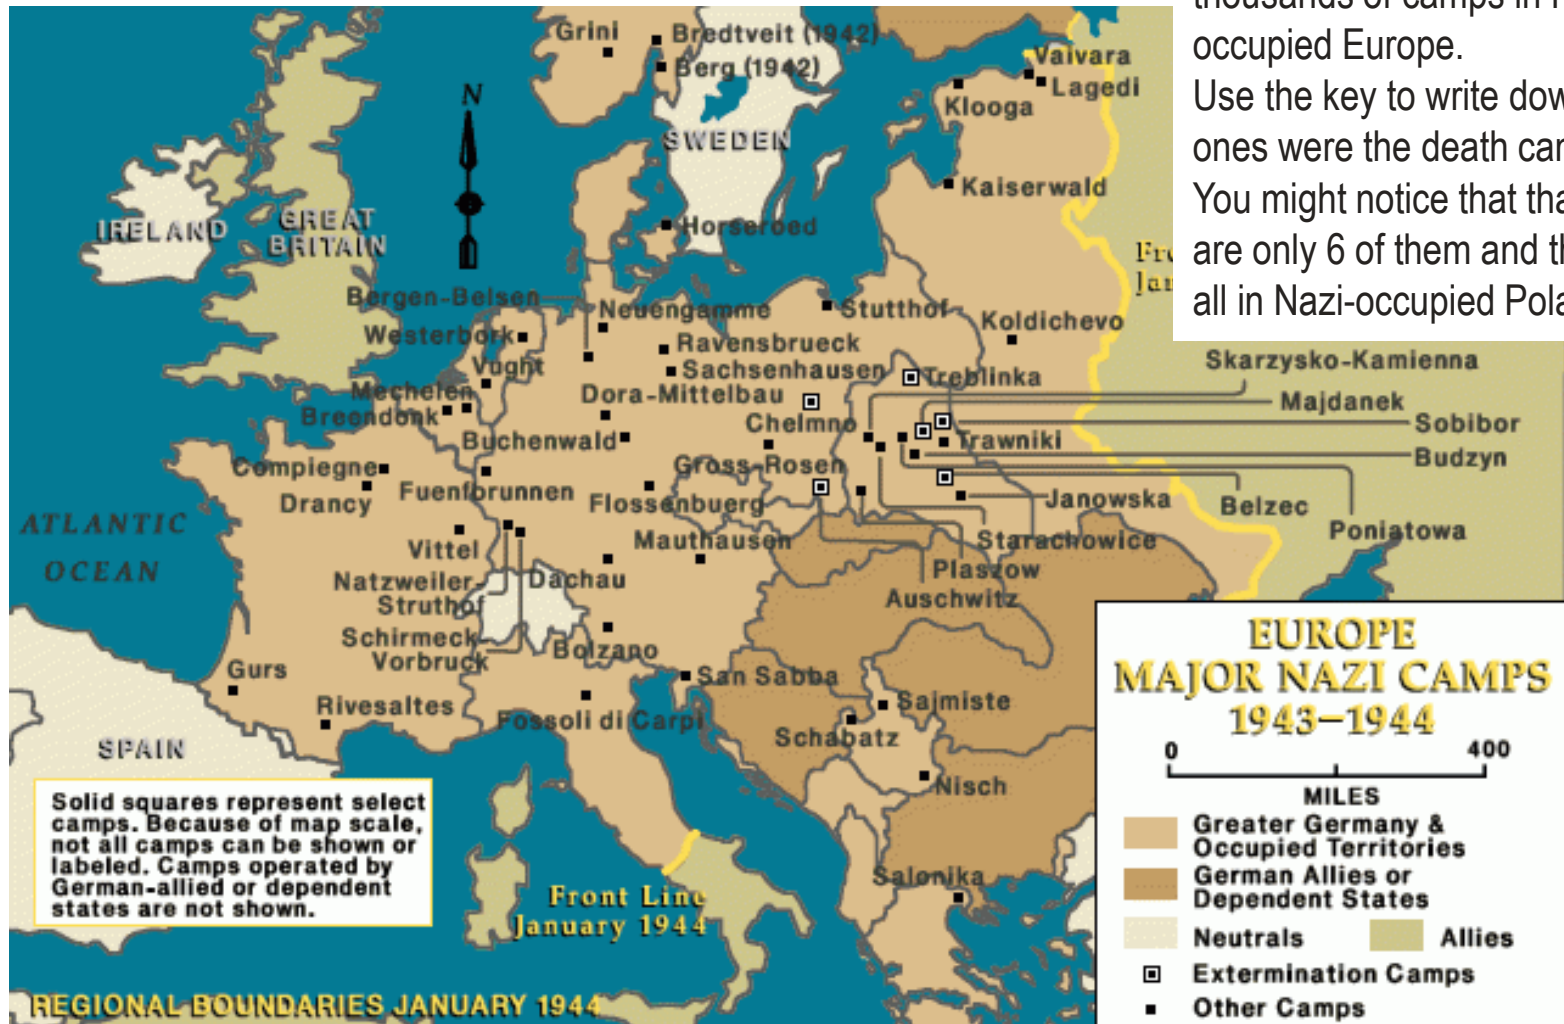 thousands of camps in
occupied Europe.
Use the key to write
ones were the death
You might notice that
are only 6 of them and
all in Nazi-occupied
Grini
Bredtveit (1942)
Berg (1942)
Vaivara
Lagedi
Klooga
N
SWEDEN
Kaiserwald
IRELAND
GREAT
BRITAIN
Horseroed
Bergen-Belsen
Neuengamme
Stutthof
Koldichevo
Westerbork
Ravensbrueck
Skarzysko-Kamienna
Vught
Sachsenhausen
Treblinka
Mechelen
Dora-Mittelbau
Majdanek
Breendonk
Chelmno
Sobibor
Buchenwald
Trawniki
Budzyn
Compiegne
Gross-Rosen
Drancy
Fuenfbrunnen
Flossenbuerg
Janowska
Belzec
ATLANTIC
OCEAN
Vittel
Mauthausen
Starachowice
Poniatowa
Natzweiler-
Struthof
Dachau
Plaszow
Auschwitz
Schirmeck-
Vorbruck
Bolzano
Gurs
San Sabba
Rivesaltes
Fossoli di Carpi
Sajmiste
Schabatz
SPAIN
Nisch
Salonika
Front Line
January 1944
Solid squares represent select
camps. Because of map scale,
not all camps can be shown or
labeled. Camps operated by
German-allied or dependent
states are not shown.
REGIONAL BOUNDARIES JANUARY 1944
EUROPE
MAJOR NAZI CAMPS
1943–1944
0 400
MILES
Greater Germany &
Occupied Territories
German Allies or
Dependent States
Neutrals Allies
Extermination Camps
Other Camps